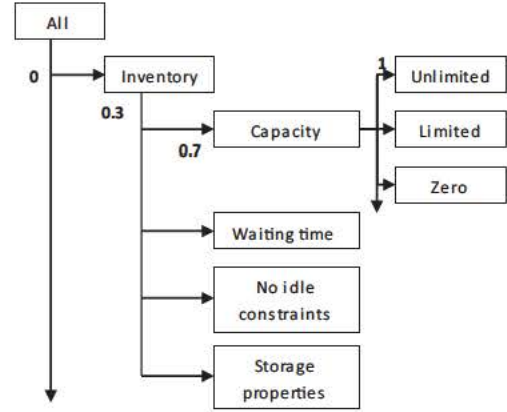 All
0
Inventory
0.3
0.7
Capacity
1
Unlimited
Limited
Zero
Waiting time
No idle
constraints
Storage
properties